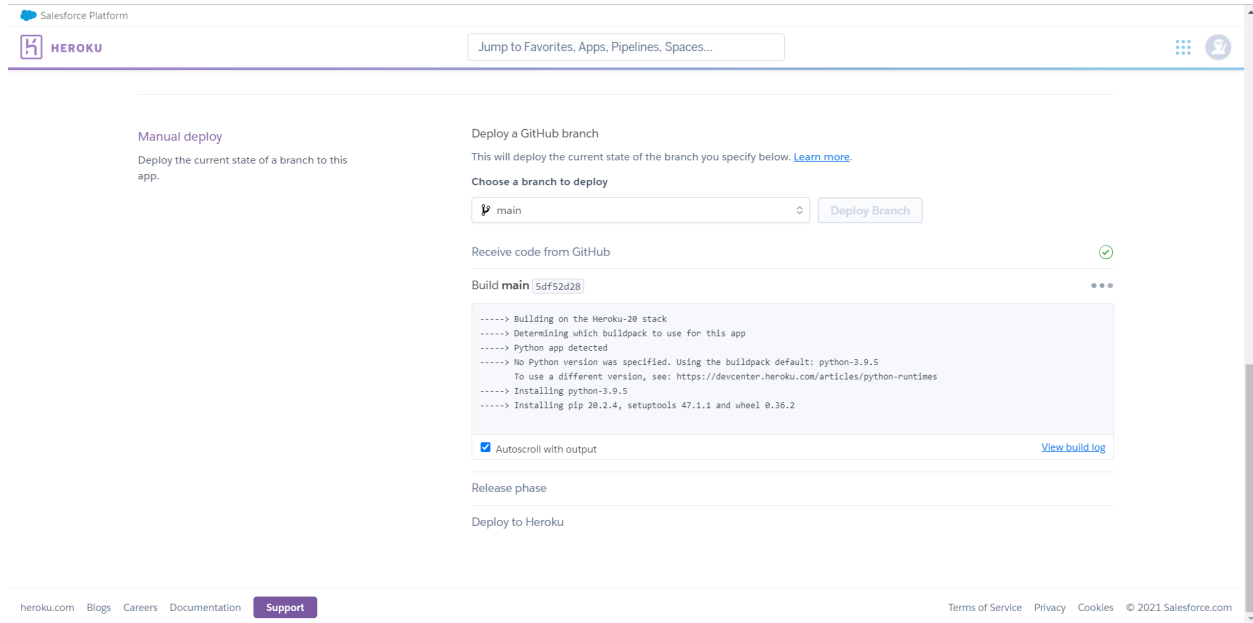 Salesforce Platform
HEROKU
Jump to Favorites, Apps, Pipelines, Spaces...
Manual deploy
Deploy the current state of a branch to this
app.
Deploy a GitHub branch
This will deploy the current state of the branch you specify below. Learn more.
Choose a branch to deploy
main
Deploy Branch
Receive code from GitHub
Build main 5df52d28
-----> Building on the Heroku-20 stack
-----> Determining which buildpack to use for this app
-----> Python app detected
-----> No Python version was specified. Using the buildpack default: python-3.9.5
To use a different version, see: https://devcenter.heroku.com/articles/python-runtimes
-----> Installing python-3.9.5
-----> Installing pip 20.2.4, setuptools 47.1.1 and wheel 0.36.2
Autoscroll with output
View build log
Release phase
Deploy to Heroku
heroku.com Blogs Careers Documentation Support
Terms of Service Privacy Cookies © 2021 Salesforce.com